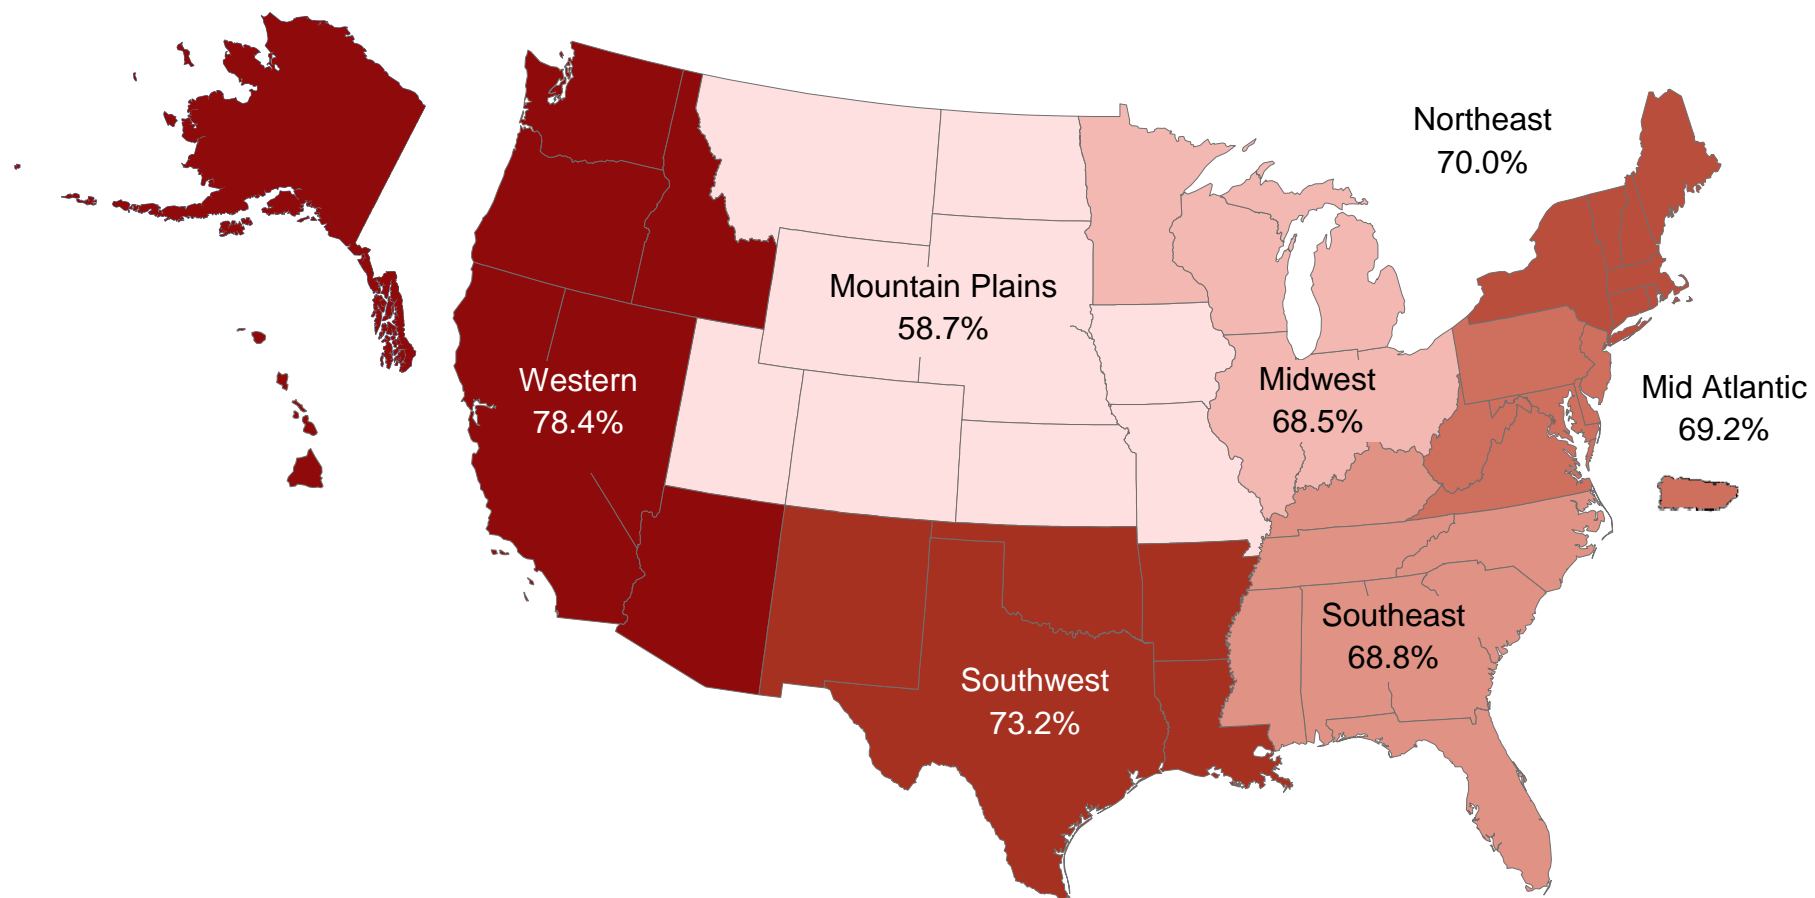 Northeast
70.0%
Mountain Plains
58.7%
Western
78.4%
Midwest
68.5%
Mid Atlantic
69.2%
Southeast
68.8%
Southwest
73.2%